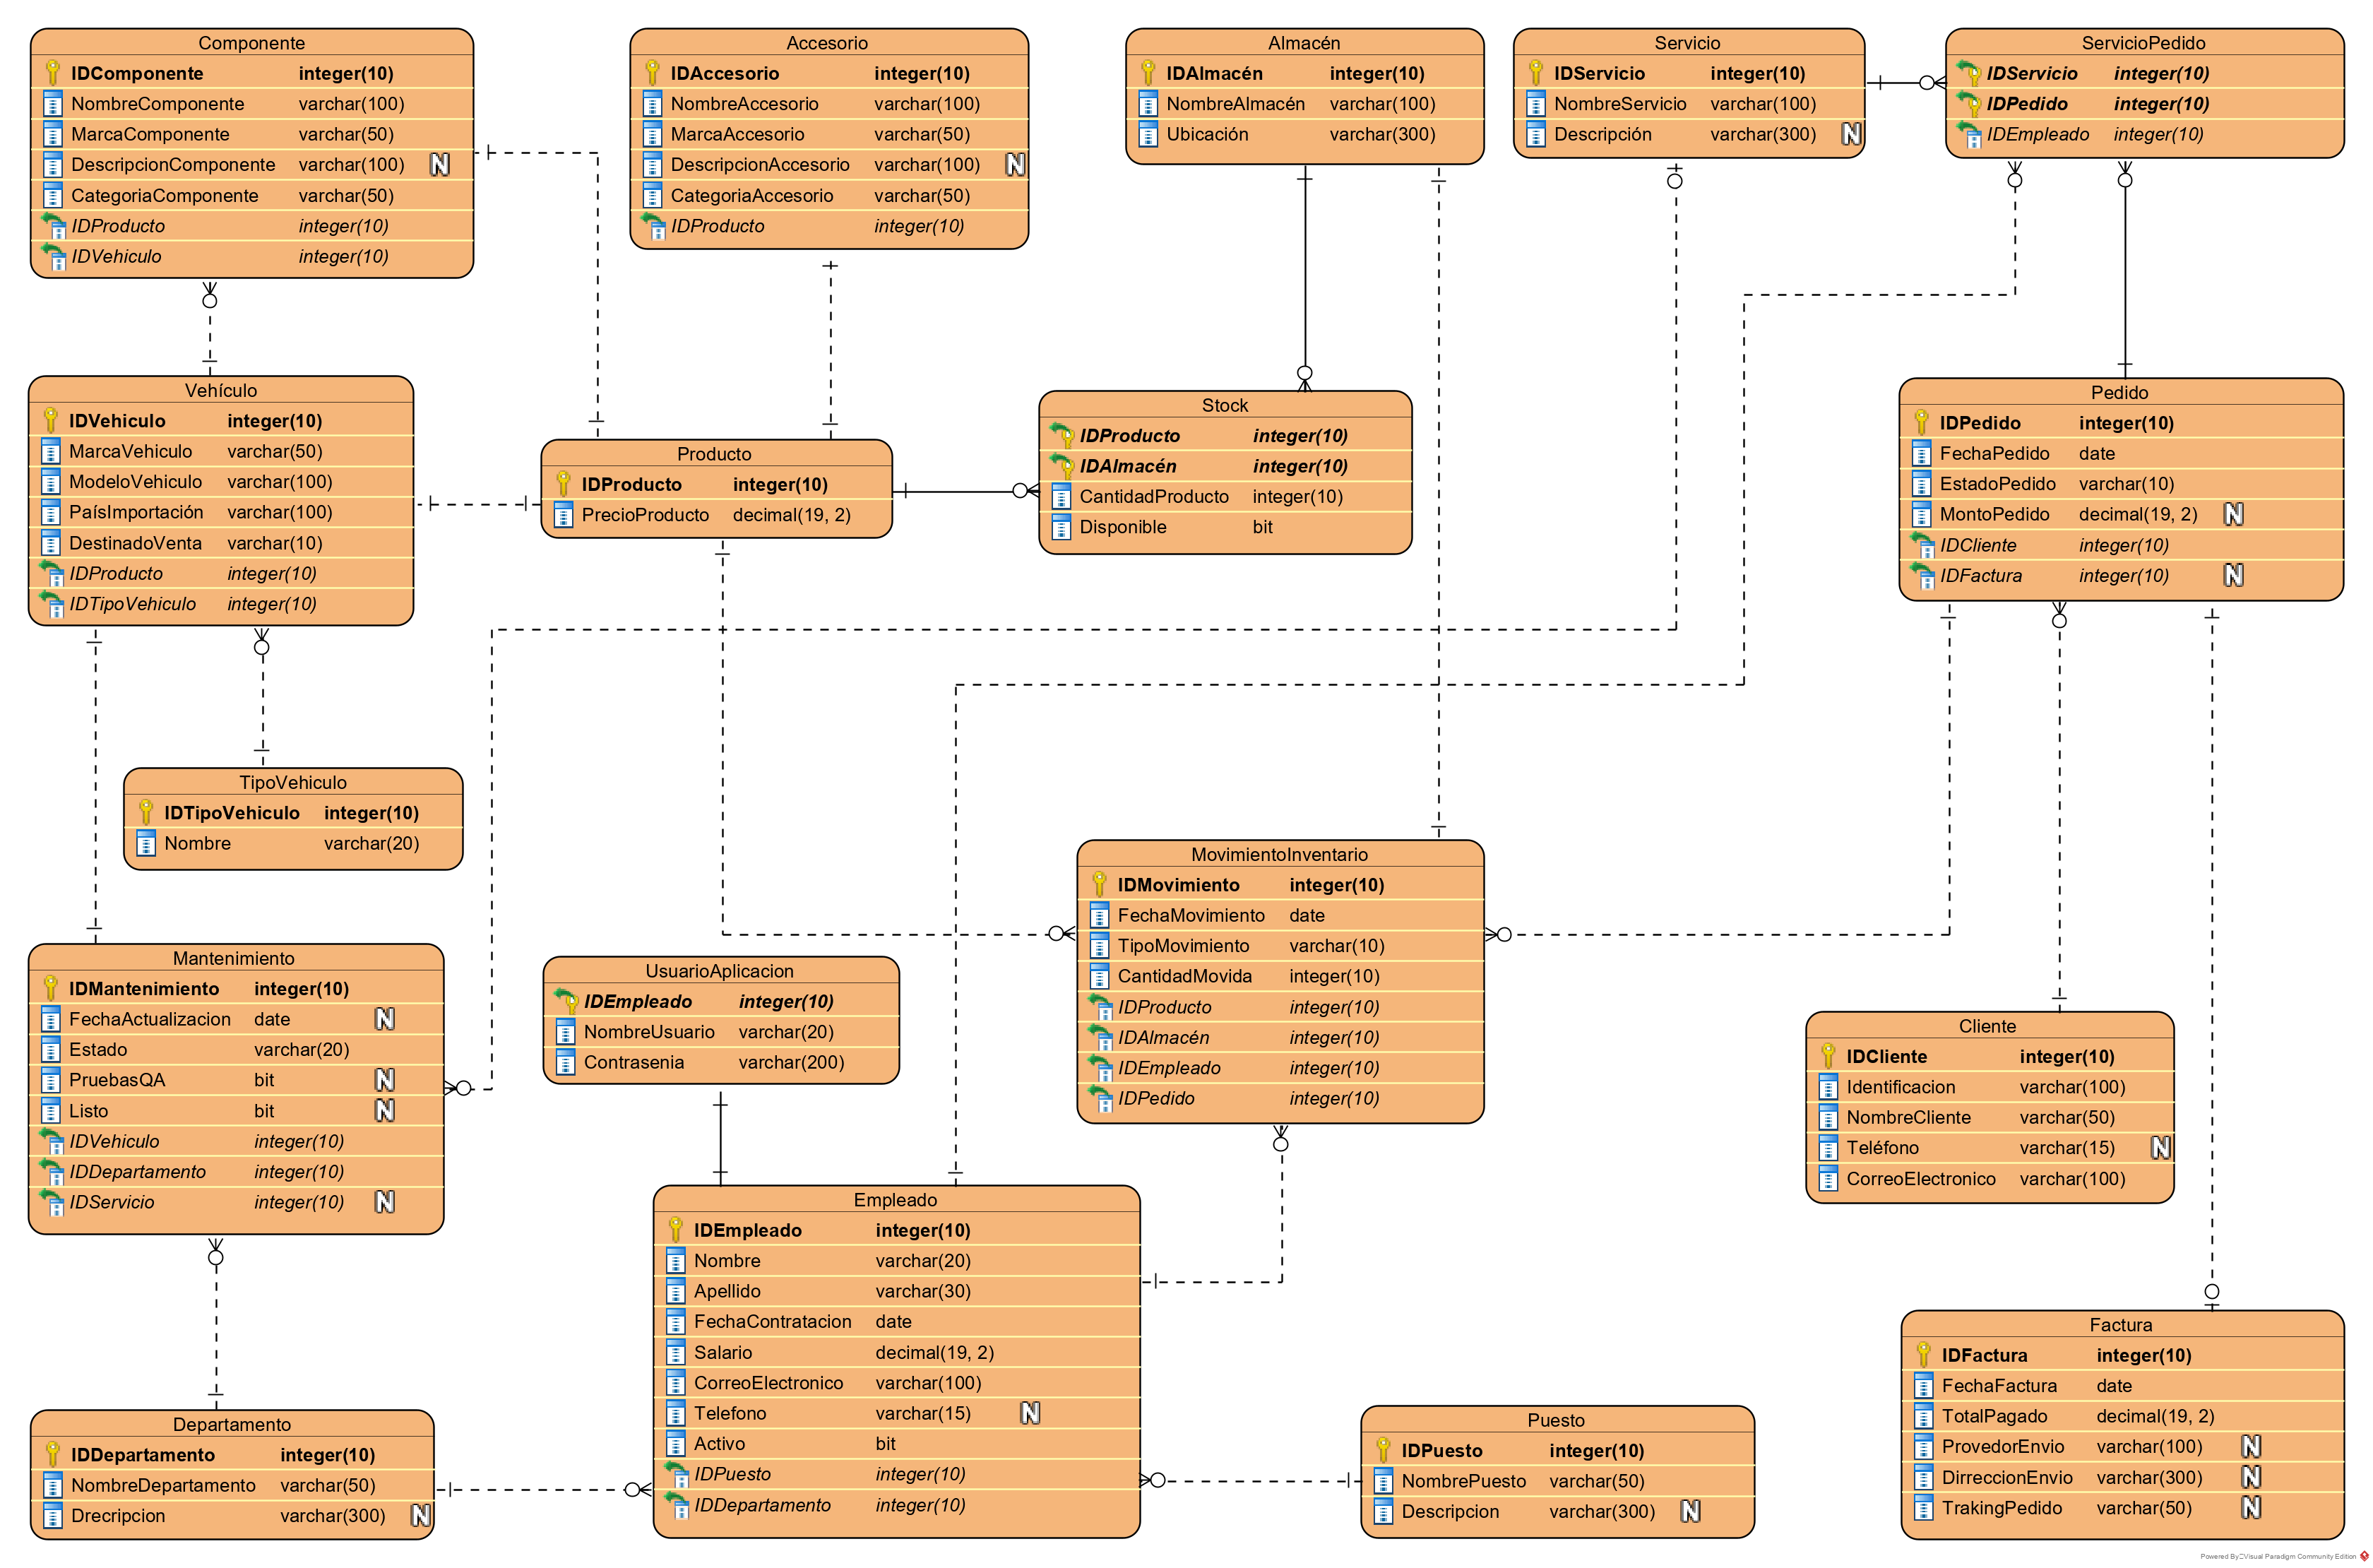 Componente
IDComponente integer(10)
NombreComponente varchar(100)
MarcaComponente varchar(50)
DescripcionComponente varchar(100) N
CategoriaComponente varchar(50)
IDProducto integer(10)
IDVehiculo integer(10)
Accesorio
IDAccesorio integer(10)
NombreAccesorio varchar(100)
MarcaAccesorio varchar(50)
DescripcionAccesorio varchar(100) N
CategoriaAccesorio varchar(50)
IDProducto integer(10)
Almacén
IDAlmacén integer(10)
NombreAlmacén varchar(100)
Ubicación varchar(300)
Servicio
IDServicio integer(10)
NombreServicio varchar(100)
Descripción varchar(300) N
ServicioPedido
IDServicio integer(10)
IDPedido integer(10)
IDEmpleado integer(10)
Vehículo
IDVehiculo integer(10)
MarcaVehiculo varchar(50)
ModeloVehiculo varchar(100)
PaísImportación varchar(100)
DestinadoVenta varchar(10)
IDProducto integer(10)
IDTipoVehiculo integer(10)
Producto
IDProducto integer(10)
PrecioProducto decimal(19, 2)
Stock
IDProducto integer(10)
IDAlmacén integer(10)
CantidadProducto integer(10)
Disponible bit
Pedido
IDPedido integer(10)
FechaPedido date
EstadoPedido varchar(10)
MontoPedido decimal(19, 2) N
IDCliente integer(10)
IDFactura integer(10) N
TipoVehiculo
IDTipoVehiculo integer(10)
Nombre varchar(20)
MovimientoInventario
IDMovimiento integer(10)
FechaMovimiento date
TipoMovimiento varchar(10)
CantidadMovida integer(10)
IDProducto integer(10)
IDAlmacén integer(10)
IDEmpleado integer(10)
IDPedido integer(10)
Mantenimiento
IDMantenimiento integer(10)
FechaActualizacion date N
Estado varchar(20)
PruebasQA bit N
Listo bit N
IDVehiculo integer(10)
IDDepartamento integer(10)
IDServicio integer(10) N
UsuarioAplicacion
IDEmpleado integer(10)
NombreUsuario varchar(20)
Contrasenia varchar(200)
Cliente
IDCliente integer(10)
Identificacion varchar(100)
NombreCliente varchar(50)
Teléfono varchar(15) N
CorreoElectronico varchar(100)
Empleado
IDEmpleado integer(10)
Nombre varchar(20)
Apellido varchar(30)
FechaContratacion date
Salario decimal(19, 2)
CorreoElectronico varchar(100)
Telefono varchar(15) N
Activo bit
IDPuesto integer(10)
IDDepartamento integer(10)
Factura
IDFactura integer(10)
FechaFactura date
TotalPagado decimal(19, 2)
ProvedorEnvio varchar(100) N
DirreccionEnvio varchar(300) N
TrakingPedido varchar(50) N
Departamento
IDDepartamento integer(10)
NombreDepartamento varchar(50)
Drecripcion varchar(300) N
Puesto
IDPuesto integer(10)
NombrePuesto varchar(50)
Descripcion varchar(300) N
Powered By Visual Paradigm Community Edition